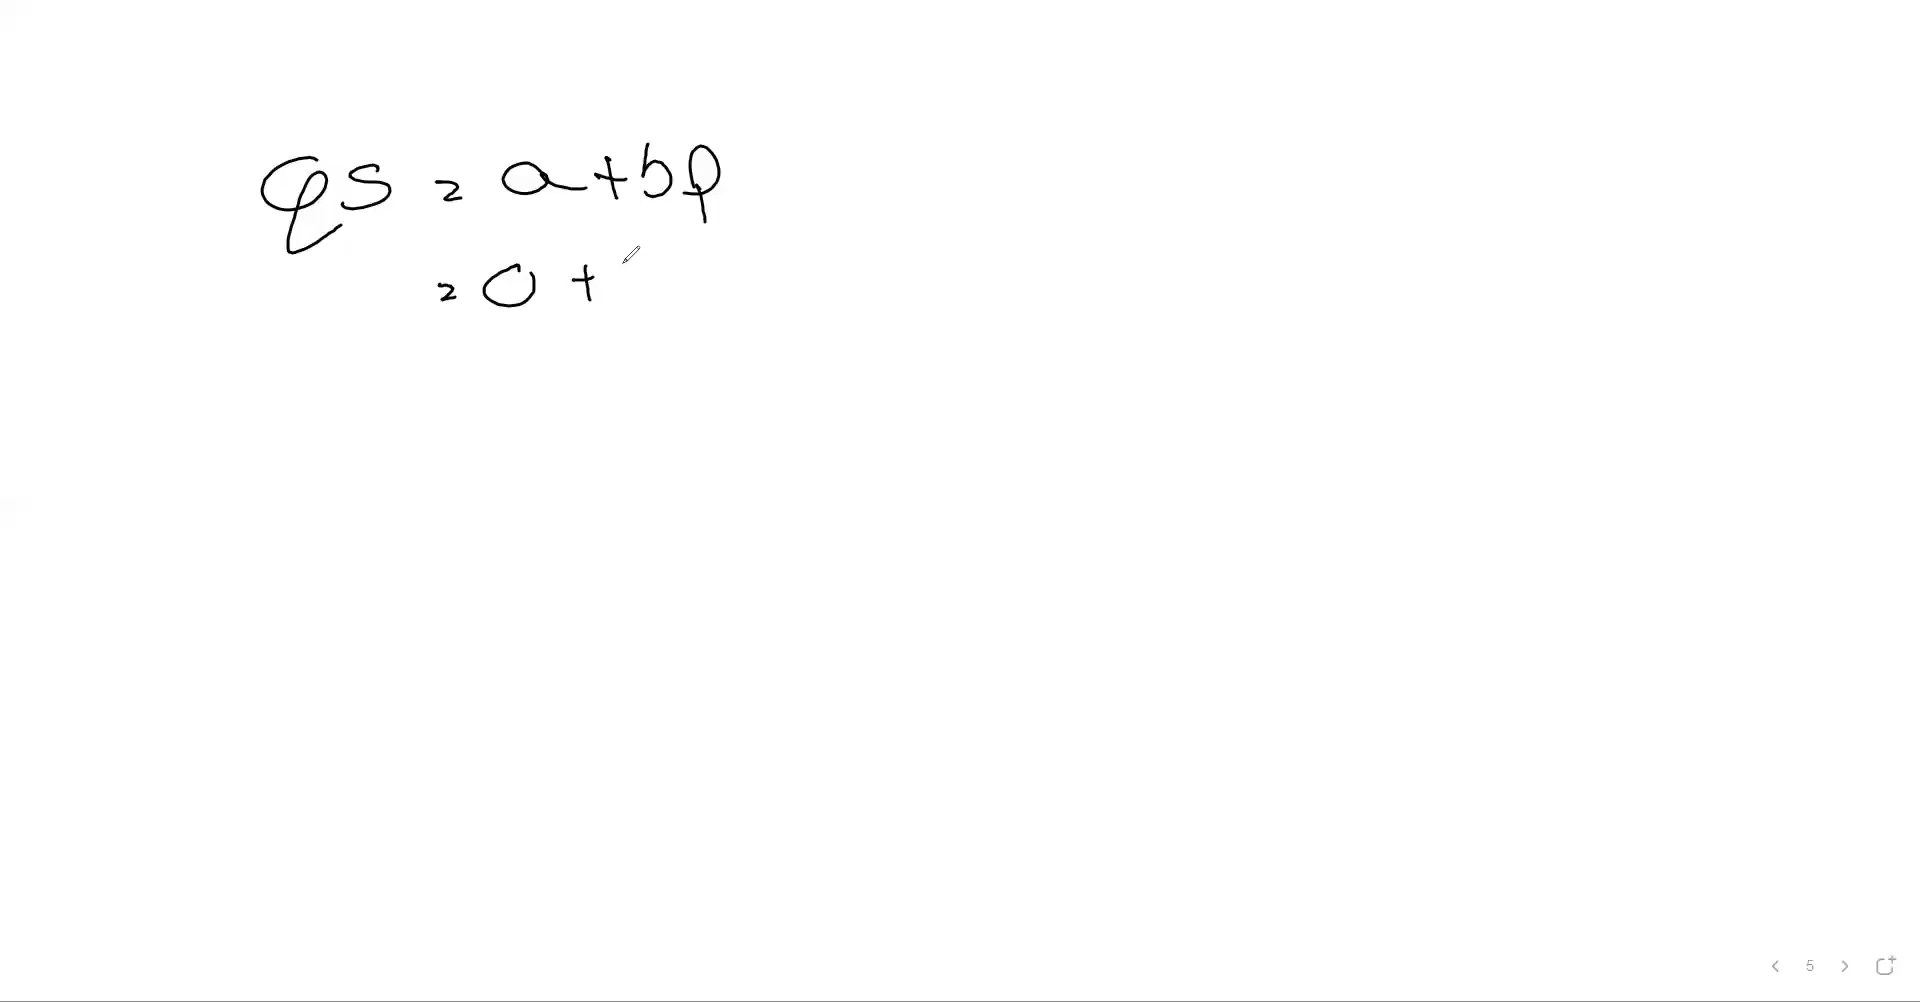 qs = a+bp
= 0 +
5